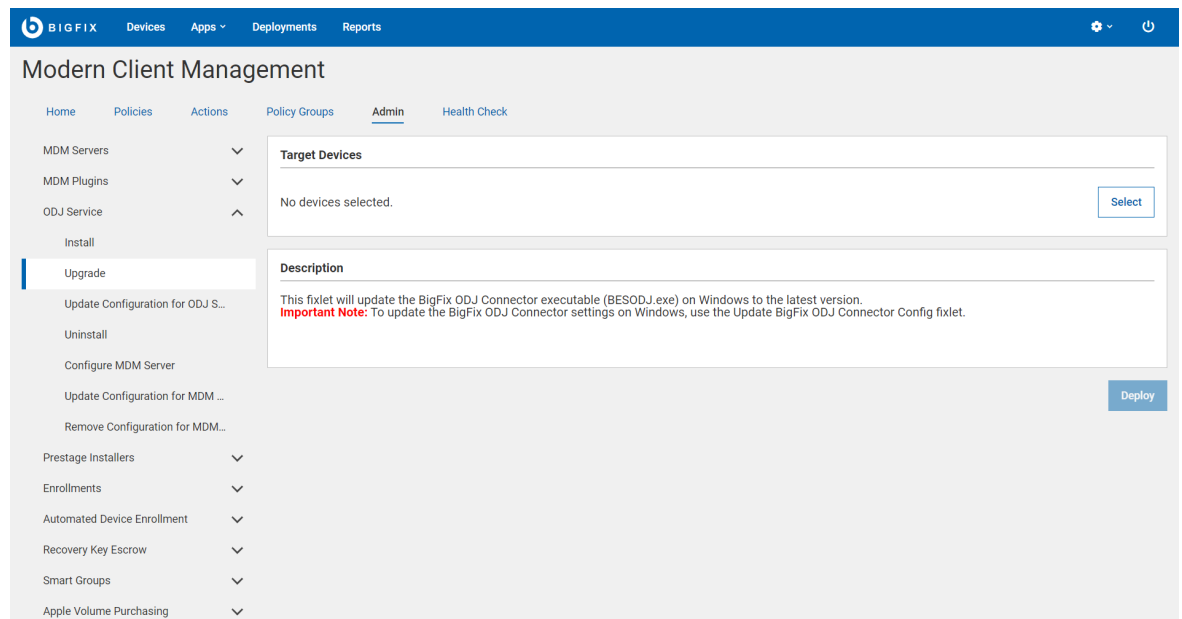 BIGFIX Devices Apps Deployments Reports
Modern Client Management
Home Policies Actions Policy Groups Admin Health Check
MDM Servers
MDM Plugins
ODJ Service
Install
Upgrade
Update Configuration for ODJ S...
Uninstall
Configure MDM Server
Update Configuration for MDM ...
Remove Configuration for MDM...
Prestage Installers
Enrollments
Automated Device Enrollment
Recovery Key Escrow
Smart Groups
Apple Volume Purchasing
Target Devices
No devices selected.
Select
Description
This fixlet will update the BigFix ODJ Connector executable (BESODJ.exe) on Windows to the latest version.
Important Note: To update the BigFix ODJ Connector settings on Windows, use the Update BigFix ODJ Connector Config fixlet.
Deploy